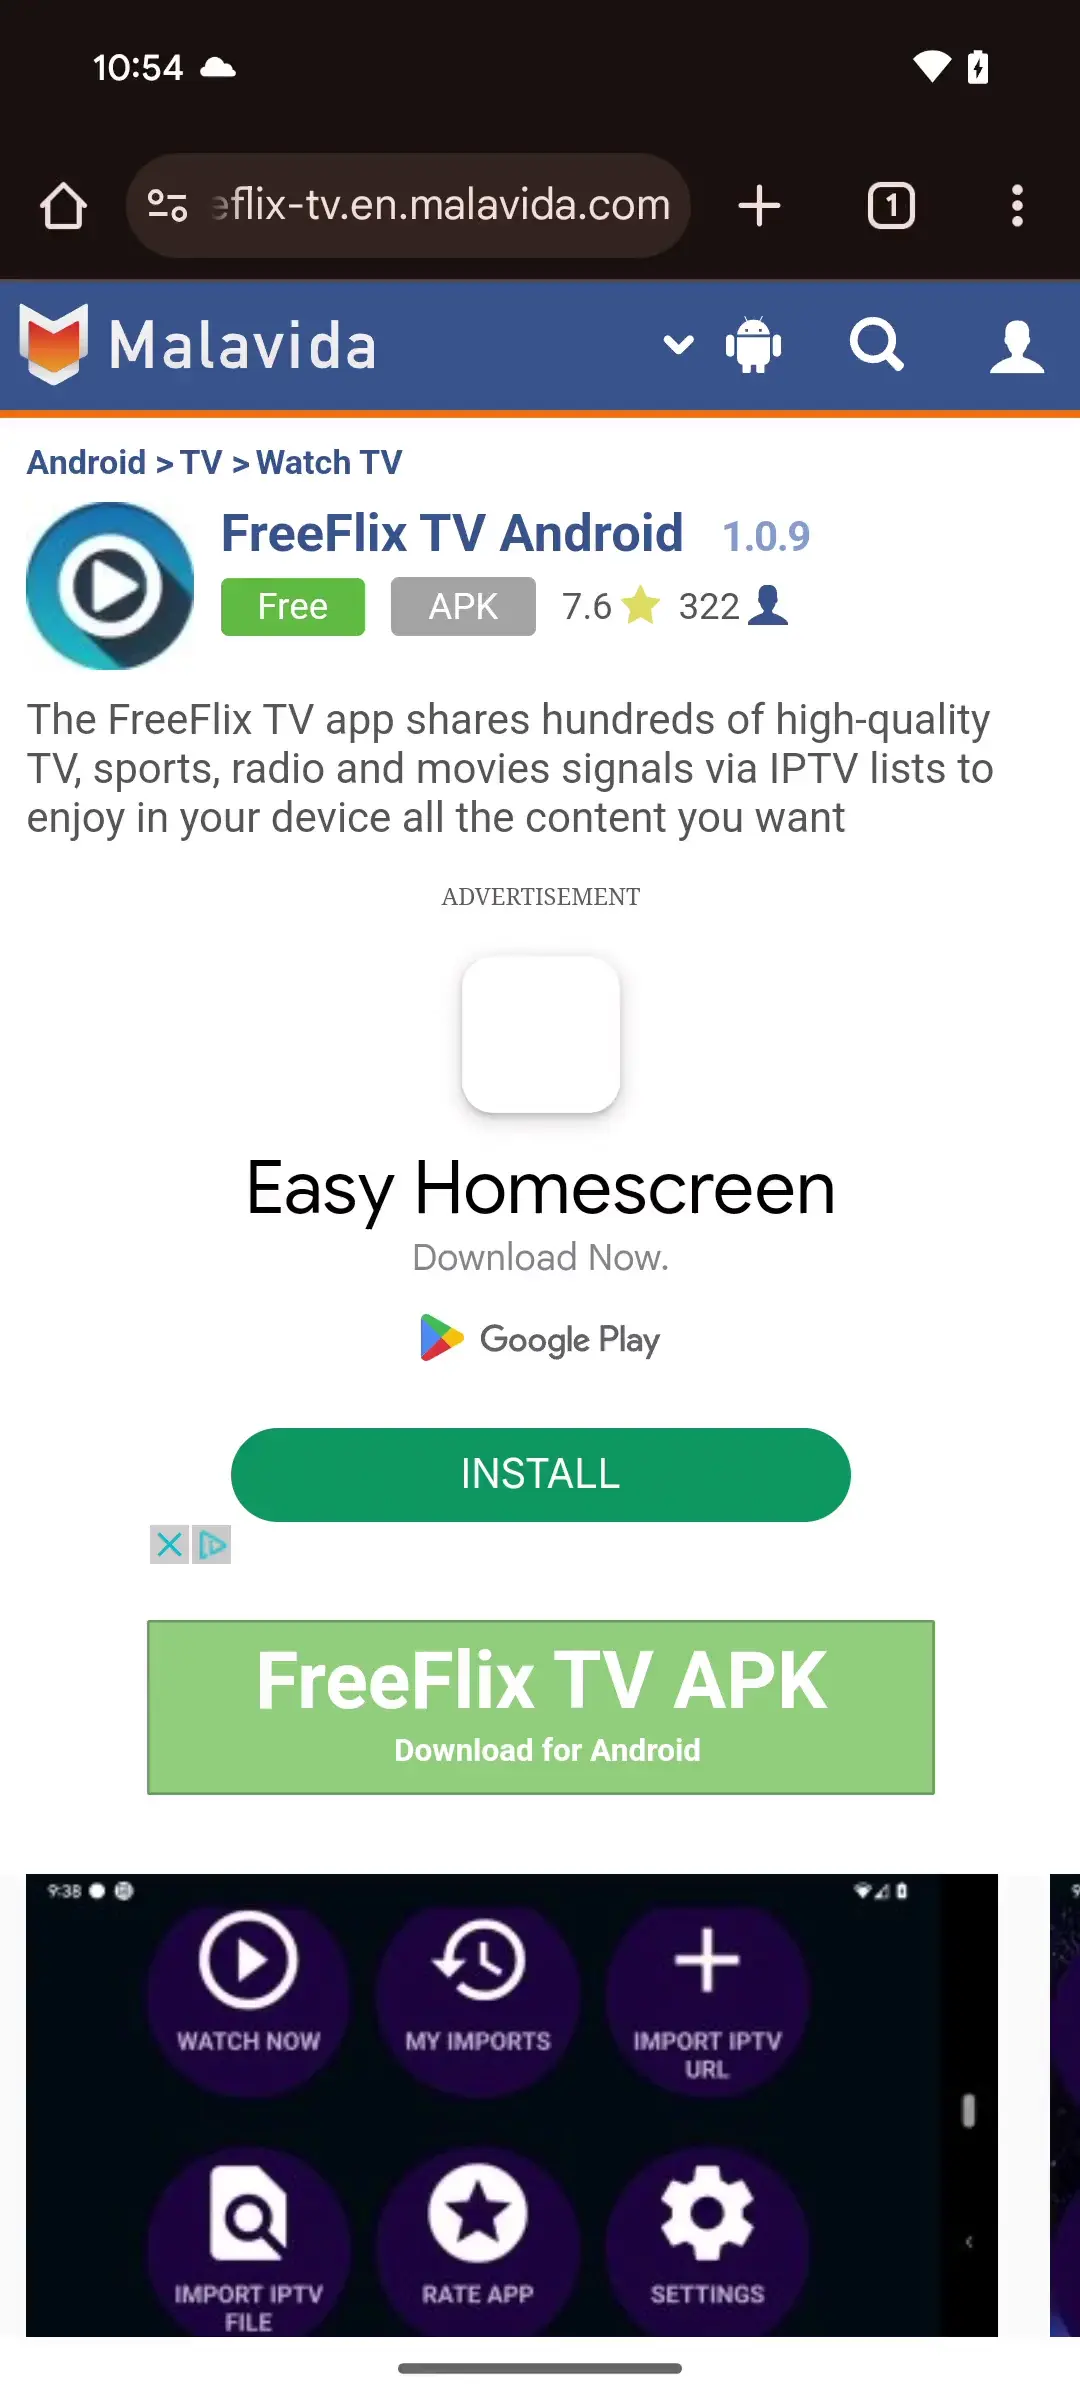 10:54
eflix-tv.en.malavida.com
1
Malavida
Android > TV > Watch TV
FreeFlix TV Android 1.0.9
Free APK 7.6 322
The FreeFlix TV app shares hundreds of high-quality
TV, sports, radio and movies signals via IPTV lists to
enjoy in your device all the content you want
ADVERTISEMENT
Easy Homescreen
Download Now.
Google Play
INSTALL
FreeFlix TV APK
Download for Android
9:38
WATCH NOW
MY IMPORTS
IMPORT IPTV
URL
IMPORT IPTV
FILE
RATE APP
SETTINGS